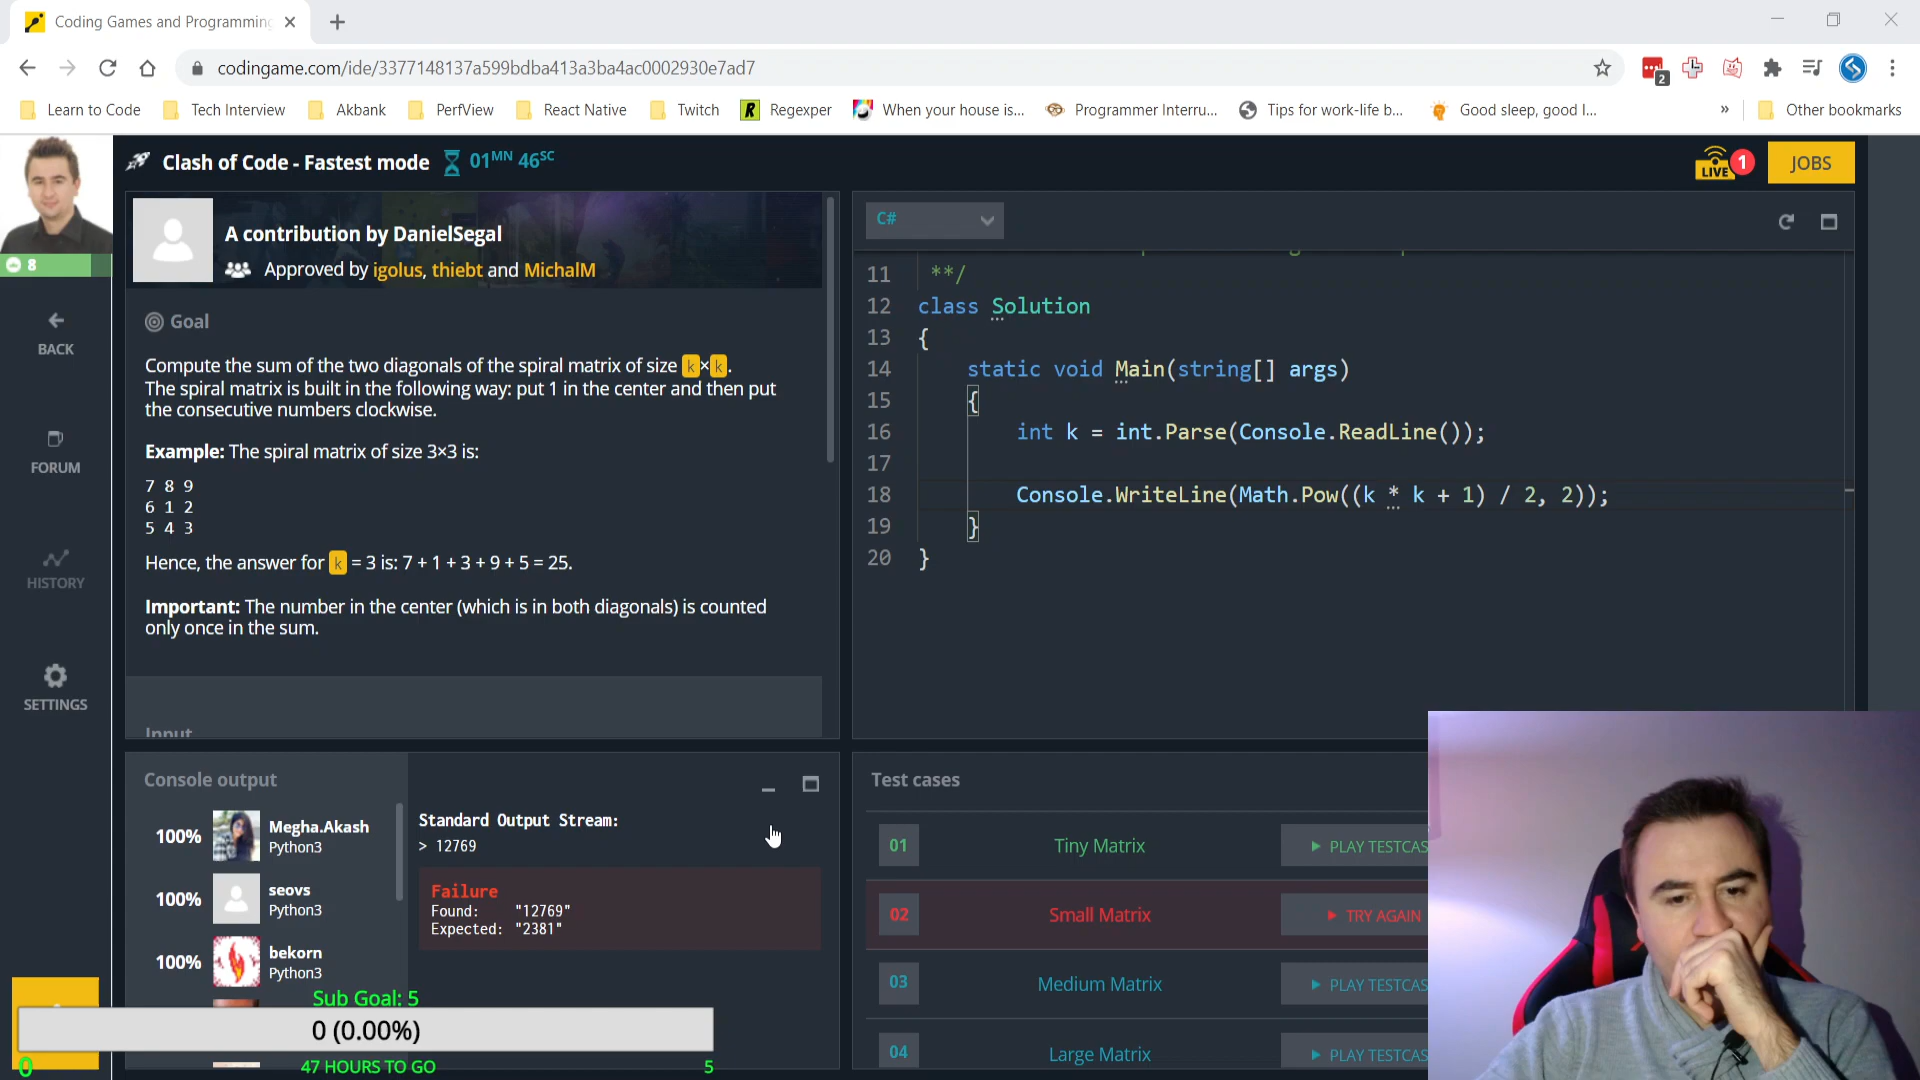 Coding Games and Programming
codingame.com/ide/3377148137a599bdba413a3ba4ac0002930e7ad7
2
Learn to Code
Tech Interview
Akbank
PerfView
React Native
Twitch
R
Regexper
When your house is...
Programmer Interru...
Tips for work-life b...
Good sleep, good l...
»
Other bookmarks
Clash of Code - Fastest mode 01MN 46SC
LIVE 1
JOBS
8
BACK
FORUM
HISTORY
SETTINGS
A contribution by DanielSegal
Approved by igolus, thiebt and MichalM
Goal
Compute the sum of the two diagonals of the spiral matrix of size k×k.
The spiral matrix is built in the following way: put 1 in the center and then put
the consecutive numbers clockwise.
Example: The spiral matrix of size 3×3 is:
7 8 9
6 1 2
5 4 3
Hence, the answer for k = 3 is: 7 + 1 + 3 + 9 + 5 = 25.
Important: The number in the center (which is in both diagonals) is counted
only once in the sum.
Input
C#
11 **/
12 class Solution
13 {
14 static void Main(string[] args)
15 {
16 int k = int.Parse(Console.ReadLine());
17
18 Console.WriteLine(Math.Pow((k * k + 1) / 2, 2));
19 }
20 }
Console output
100% Megha.Akash
Python3
100% seovs
Python3
100% bekorn
Python3
Standard Output Stream:
> 12769
Failure
Found: "12769"
Expected: "2381"
Test cases
01 Tiny Matrix PLAY TESTCAS
02 Small Matrix TRY AGAIN
03 Medium Matrix PLAY TESTCAS
04 Large Matrix PLAY TESTCAS
Sub Goal: 5
0 (0.00%)
0
47 HOURS TO GO
5